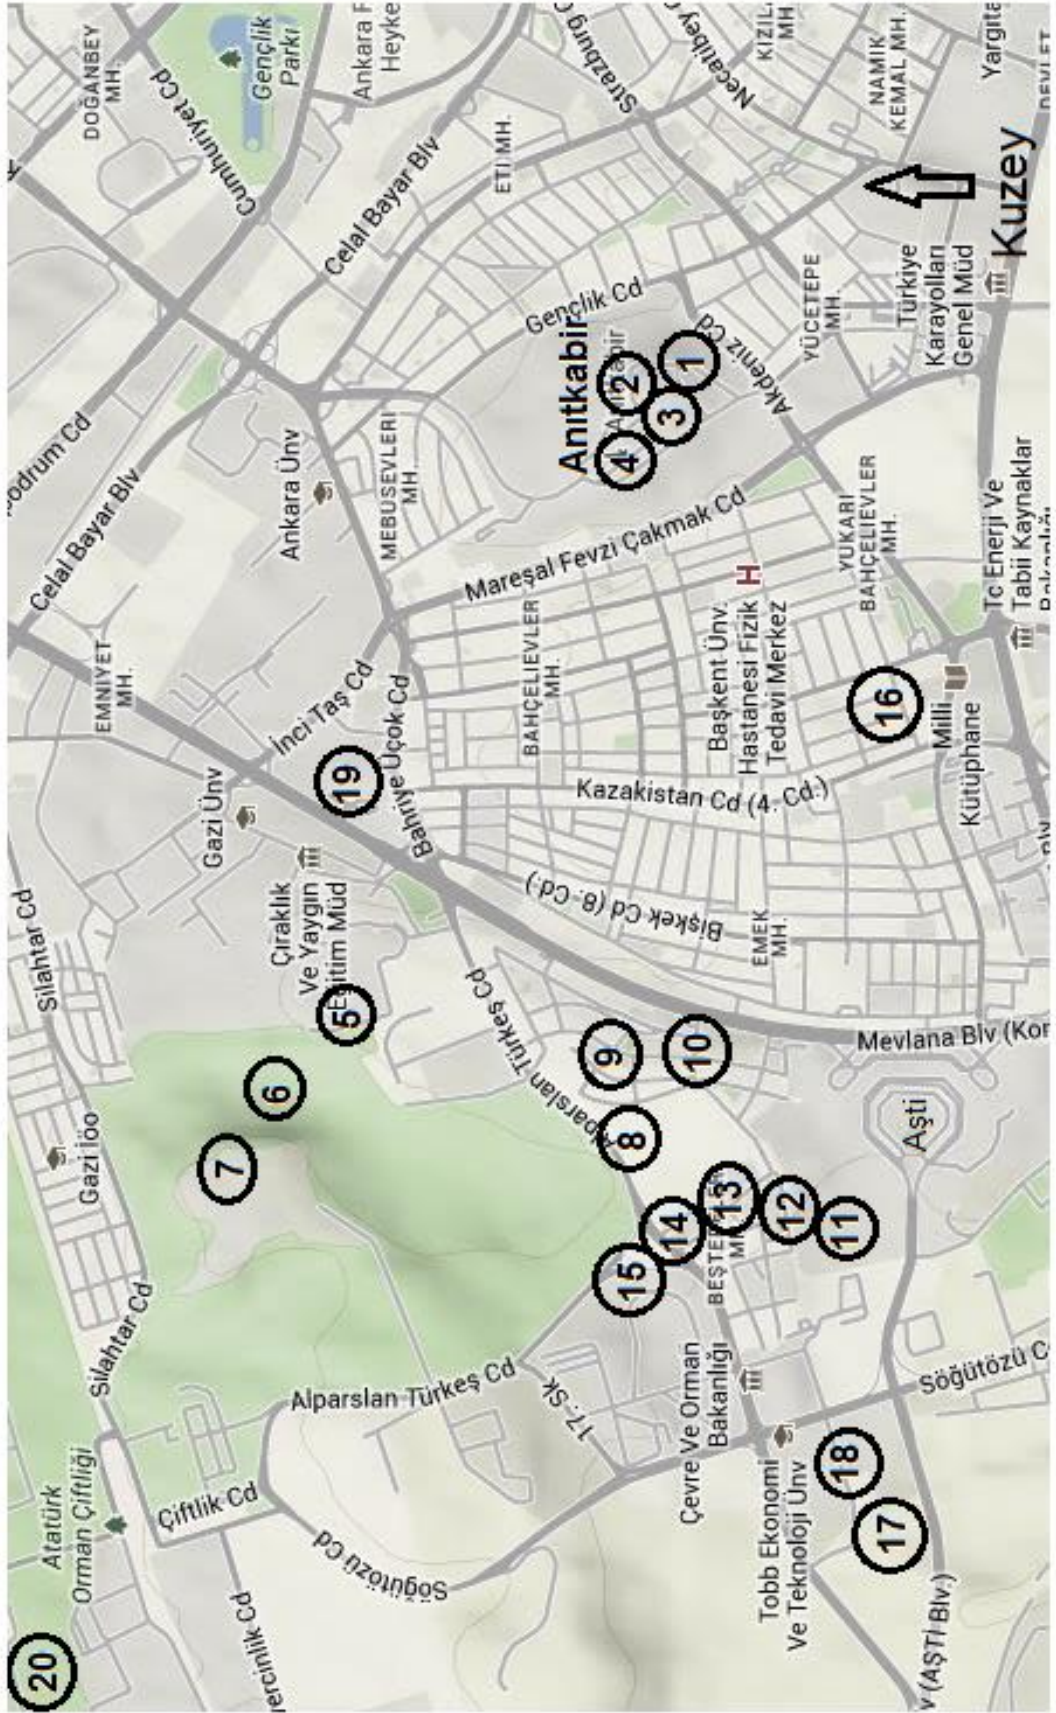 DOĞANBEY
MH.
Cumhuriyet Cd
Gençlik
Parkı
Heyke
Celal Bayar Blv
ETİ MH.
Strazburg
Necatibey
MH.
NAMIK
KEMAL MH.
Yargıta
Kuzey
Türkiye
Karayolları
Genel Müd
YÜCETEPE
MH.
Gençlik Cd
Akdeniz Cd
Anıtkabir
1
2
3
4
odrum Cd
Celal Bayar Blv
Ankara Ünv
MEBUSEVLERİ
MH.
Mareşal Fevzi Çakmak Cd
YUKARI
BAHÇELİEVLER
MH.
Tc Enerji Ve
Tabii Kaynaklar
EMNİYET
MH.
İnci Taş Cd
Bahriye Üçok Cd
BAHÇELİEVLER
MH.
Başkent Ünv.
Hastanesi Fizik
Tedavi Merkez
H
16
Milli
Kütüphane
Kazakistan Cd (4. Cd.)
19
Gazi Ünv
Çıraklık
Ve Yaygın
Eğitim Müd
Bişkek Cd (8. Cd.)
EMEK
MH.
Silahtar Cd
5
6
7
Alparslan Türkeş Cd
9
10
8
Mevlana Blv (Kon
Aşti
13
12
11
14
15
Gazi İöo
Silahtar Cd
Alparslan Türkeş Cd
17. Sk
Çevre Ve Orman
Bakanlığı
Söğütözü C
Atatürk
Orman Çiftliği
Çiftlik Cd
Söğütözü Cd
Tobb Ekonomi
Ve Teknoloji Ünv
18
17
20
vercinlik Cd
v (AŞTİ Blv.)